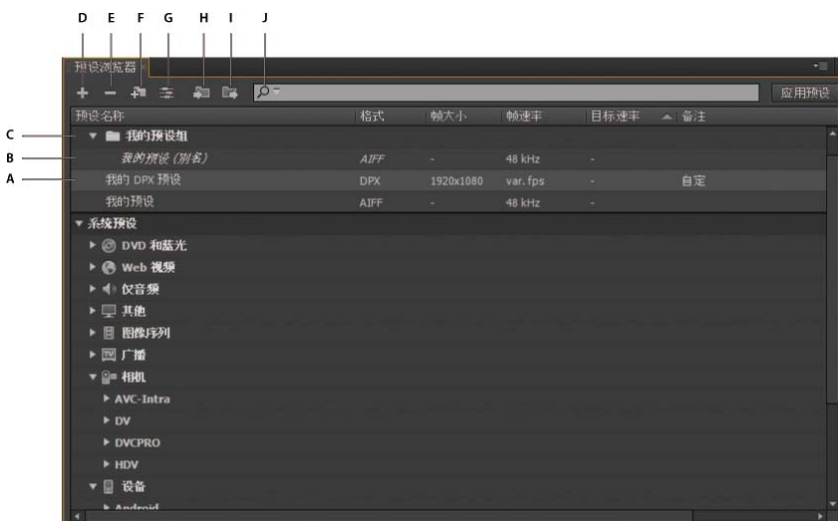 D E F G H I J
预设浏览器 ×
应用预设
预设名称 格式 帧大小 帧速率 目标速率 备注
C 我的预设组
B 我的预设 (别名) AIFF - 48 kHz -
A 我的 DPX 预设 DPX 1920x1080 var. fps - 自定
我的预设 AIFF - 48 kHz -
系统预设
DVD 和蓝光
Web 视频
仅音频
其他
图像序列
TV 广播
相机
AVC-Intra
DV
DVCPRO
HDV
设备
Android